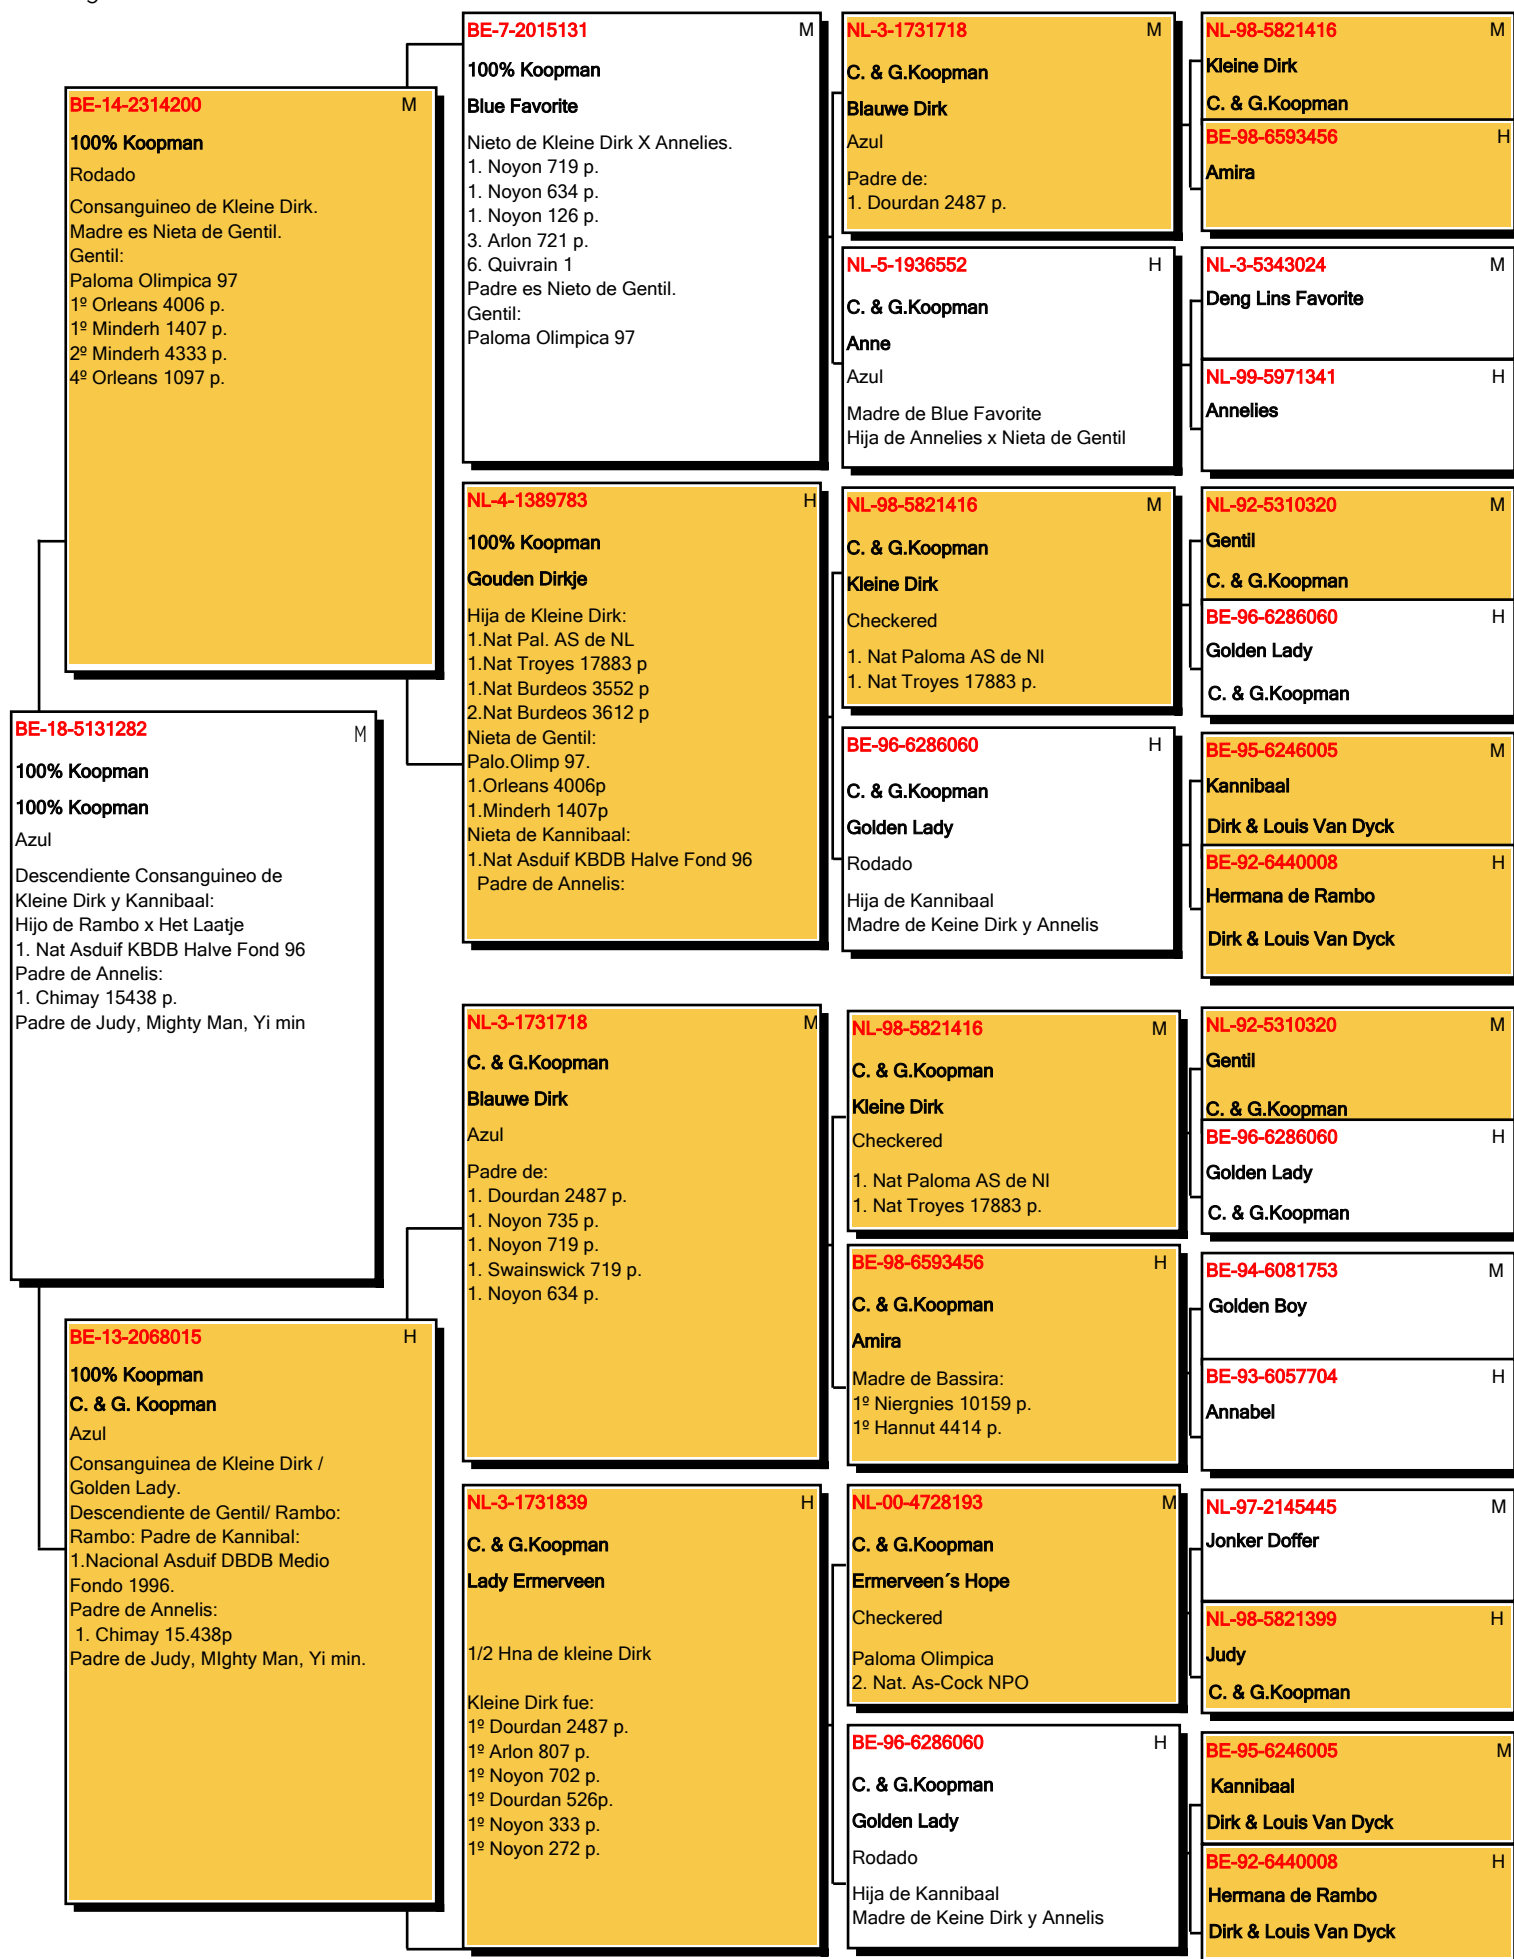 BE-18-5131282 M
100% Koopman
100% Koopman
Azul
Descendiente Consanguineo de
Kleine Dirk y Kannibaal:
Hijo de Rambo x Het Laatje
1. Nat Asduif KBDB Halve Fond 96
Padre de Annelis:
1. Chimay 15438 p.
Padre de Judy, Mighty Man, Yi min
BE-14-2314200 M
100% Koopman
Rodado
Consanguineo de Kleine Dirk.
Madre es Nieta de Gentil.
Gentil:
Paloma Olimpica 97
1º Orleans 4006 p.
1º Minderh 1407 p.
2º Minderh 4333 p.
4º Orleans 1097 p.
BE-13-2068015 H
100% Koopman
C. & G. Koopman
Azul
Consanguinea de Kleine Dirk /
Golden Lady.
Descendiente de Gentil/ Rambo:
Rambo: Padre de Kannibal:
1.Nacional Asduif DBDB Medio
Fondo 1996.
Padre de Annelis:
1. Chimay 15.438p
Padre de Judy, MIghty Man, Yi min.
BE-7-2015131 M
100% Koopman
Blue Favorite
Nieto de Kleine Dirk X Annelies.
1. Noyon 719 p.
1. Noyon 634 p.
1. Noyon 126 p.
3. Arlon 721 p.
6. Quivrain 1
Padre es Nieto de Gentil.
Gentil:
Paloma Olimpica 97
NL-4-1389783 H
100% Koopman
Gouden Dirkje
Hija de Kleine Dirk:
1.Nat Pal. AS de NL
1.Nat Troyes 17883 p
1.Nat Burdeos 3552 p
2.Nat Burdeos 3612 p
Nieta de Gentil:
Palo.Olimp 97.
1.Orleans 4006p
1.Minderh 1407p
Nieta de Kannibaal:
1.Nat Asduif KBDB Halve Fond 96
Padre de Annelis:
NL-3-1731718 M
C. & G.Koopman
Blauwe Dirk
Azul
Padre de:
1. Dourdan 2487 p.
1. Noyon 735 p.
1. Noyon 719 p.
1. Swainswick 719 p.
1. Noyon 634 p.
NL-3-1731839 H
C. & G.Koopman
Lady Ermerveen
1/2 Hna de kleine Dirk
Kleine Dirk fue:
1º Dourdan 2487 p.
1º Arlon 807 p.
1º Noyon 702 p.
1º Dourdan 526p.
1º Noyon 333 p.
1º Noyon 272 p.
NL-3-1731718 M
C. & G.Koopman
Blauwe Dirk
Azul
Padre de:
1. Dourdan 2487 p.
NL-5-1936552 H
C. & G.Koopman
Anne
Azul
Madre de Blue Favorite
Hija de Annelies x Nieta de Gentil
NL-98-5821416 M
C. & G.Koopman
Kleine Dirk
Checkered
1. Nat Paloma AS de Nl
1. Nat Troyes 17883 p.
BE-96-6286060 H
C. & G.Koopman
Golden Lady
Rodado
Hija de Kannibaal
Madre de Keine Dirk y Annelis
NL-98-5821416 M
C. & G.Koopman
Kleine Dirk
Checkered
1. Nat Paloma AS de Nl
1. Nat Troyes 17883 p.
BE-98-6593456 H
C. & G.Koopman
Amira
Madre de Bassira:
1º Niergnies 10159 p.
1º Hannut 4414 p.
NL-00-4728193 M
C. & G.Koopman
Ermerveen´s Hope
Checkered
Paloma Olimpica
2. Nat. As-Cock NPO
BE-96-6286060 H
C. & G.Koopman
Golden Lady
Rodado
Hija de Kannibaal
Madre de Keine Dirk y Annelis
NL-98-5821416 M
Kleine Dirk
C. & G.Koopman
BE-98-6593456 H
Amira
NL-3-5343024 M
Deng Lins Favorite
NL-99-5971341 H
Annelies
NL-92-5310320 M
Gentil
C. & G.Koopman
BE-96-6286060 H
Golden Lady
C. & G.Koopman
BE-95-6246005 M
Kannibaal
Dirk & Louis Van Dyck
BE-92-6440008 H
Hermana de Rambo
Dirk & Louis Van Dyck
NL-92-5310320 M
Gentil
C. & G.Koopman
BE-96-6286060 H
Golden Lady
C. & G.Koopman
BE-94-6081753 M
Golden Boy
BE-93-6057704 H
Annabel
NL-97-2145445 M
Jonker Doffer
NL-98-5821399 H
Judy
C. & G.Koopman
BE-95-6246005 M
Kannibaal
Dirk & Louis Van Dyck
BE-92-6440008 H
Hermana de Rambo
Dirk & Louis Van Dyck